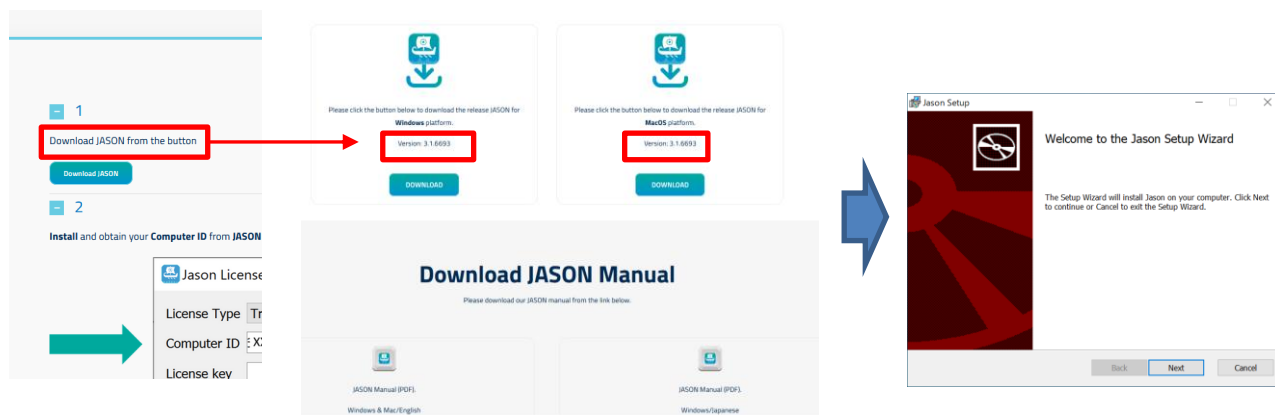 1
Download JASON from the button
Download JASON
2
Install and obtain your Computer ID from JASON
Jason License
License Type Tr
Computer ID : XX
License key
Please click the button below to download the release JASON for
Windows platform.
Version: 3.1.6693
DOWNLOAD
Please click the button below to download the release JASON for
MacOS platform.
Version: 3.1.6693
DOWNLOAD
Download JASON Manual
Please download our JASON manual from the link below.
JASON Manual (PDF).
Windows & Mac/English
JASON Manual (PDF).
Windows/Japanese
Jason Setup
Welcome to the Jason Setup Wizard
The Setup Wizard will install Jason on your computer. Click Next
to continue or Cancel to exit the Setup Wizard.
Back
Next
Cancel